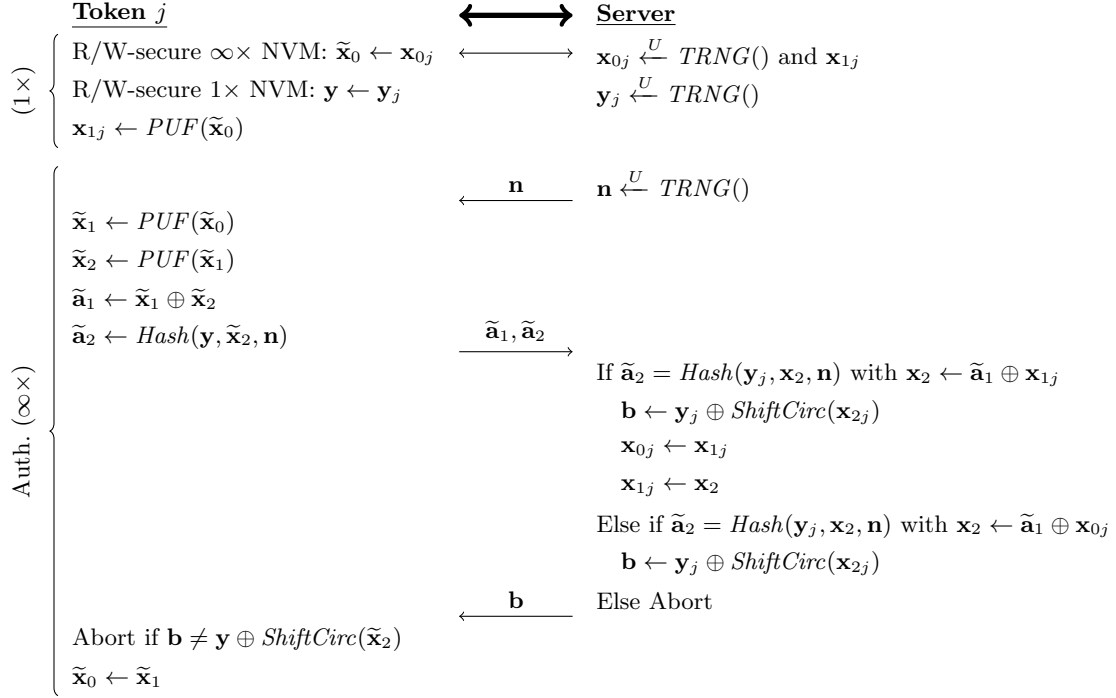 Token j Server
(1×)
R/W-secure ∞× NVM: x̃₀ ← x₀ⱼ x₀ⱼ ←ᵁ TRNG() and x₁ⱼ
R/W-secure 1× NVM: y ← yⱼ yⱼ ←ᵁ TRNG()
x₁ⱼ ← PUF(x̃₀)
Auth. (∞×)
n n ←ᵁ TRNG()
x̃₁ ← PUF(x̃₀)
x̃₂ ← PUF(x̃₁)
ã₁ ← x̃₁ ⊕ x̃₂
ã₂ ← Hash(y, x̃₂, n) ã₁, ã₂
If ã₂ = Hash(yⱼ, x₂, n) with x₂ ← ã₁ ⊕ x₁ⱼ
b ← yⱼ ⊕ ShiftCirc(x₂ⱼ)
x₀ⱼ ← x₁ⱼ
x₁ⱼ ← x₂
Else if ã₂ = Hash(yⱼ, x₂, n) with x₂ ← ã₁ ⊕ x₀ⱼ
b ← yⱼ ⊕ ShiftCirc(x₂ⱼ)
b Else Abort
Abort if b ≠ y ⊕ ShiftCirc(x̃₂)
x̃₀ ← x̃₁